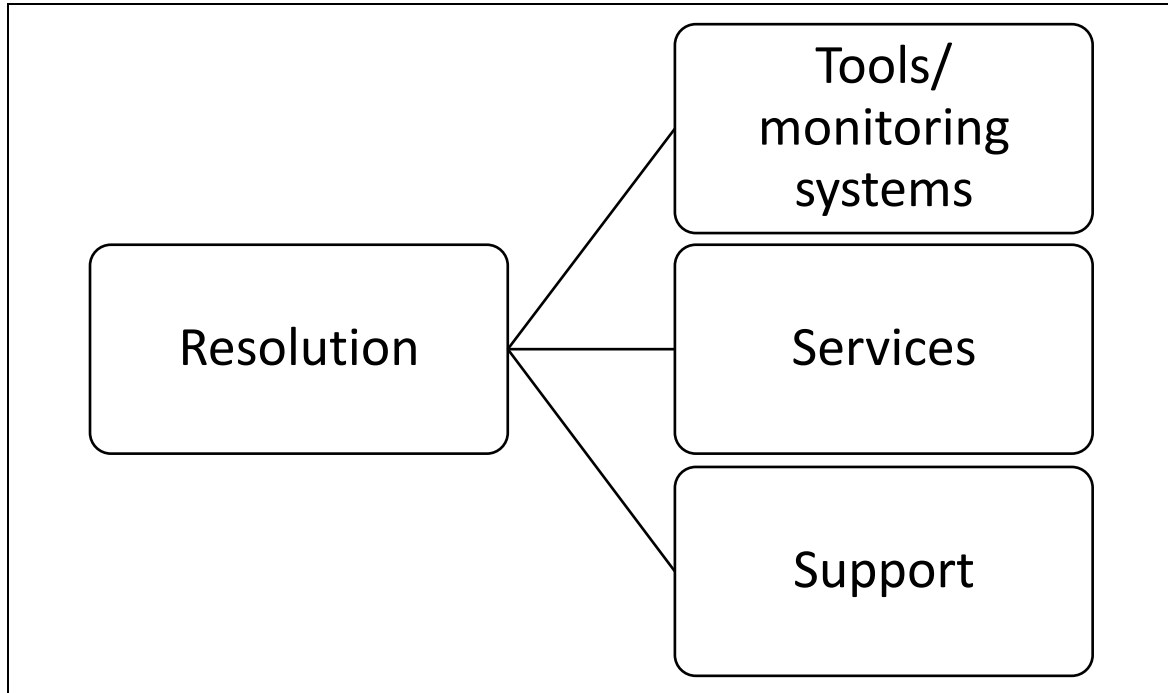 Tools/
monitoring
systems
Resolution
Services
Support